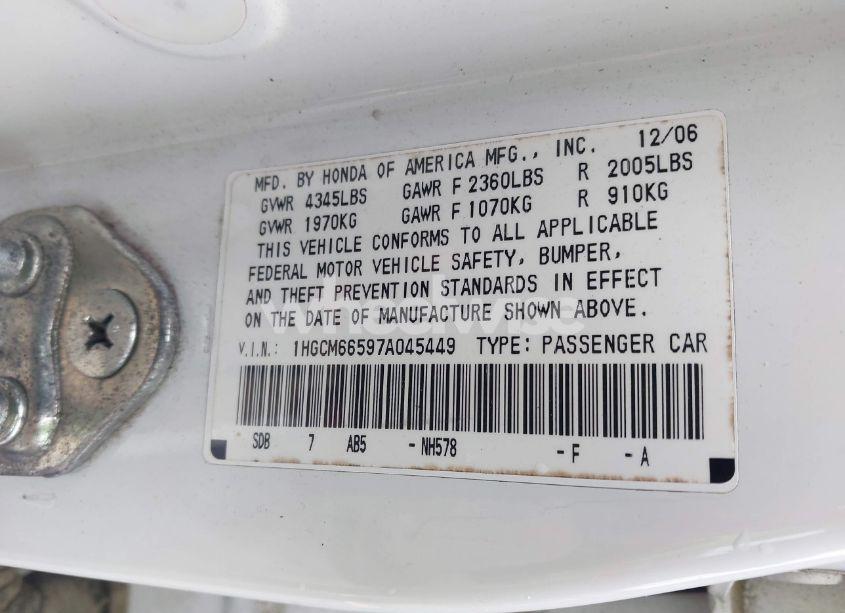 MFD. BY HONDA OF AMERICA MFG., INC. 12/06
GVWR 4345LBS GAWR F 2360LBS R 2005LBS
GVWR 1970KG GAWR F 1070KG R 910KG
THIS VEHICLE CONFORMS TO ALL APPLICABLE
FEDERAL MOTOR VEHICLE SAFETY, BUMPER,
AND THEFT PREVENTION STANDARDS IN EFFECT
ON THE DATE OF MANUFACTURE SHOWN ABOVE.
wheelwise
V.I.N.: 1HGCM66597A045449 TYPE: PASSENGER CAR
SDB 7 AB5 - NH578 - F - A